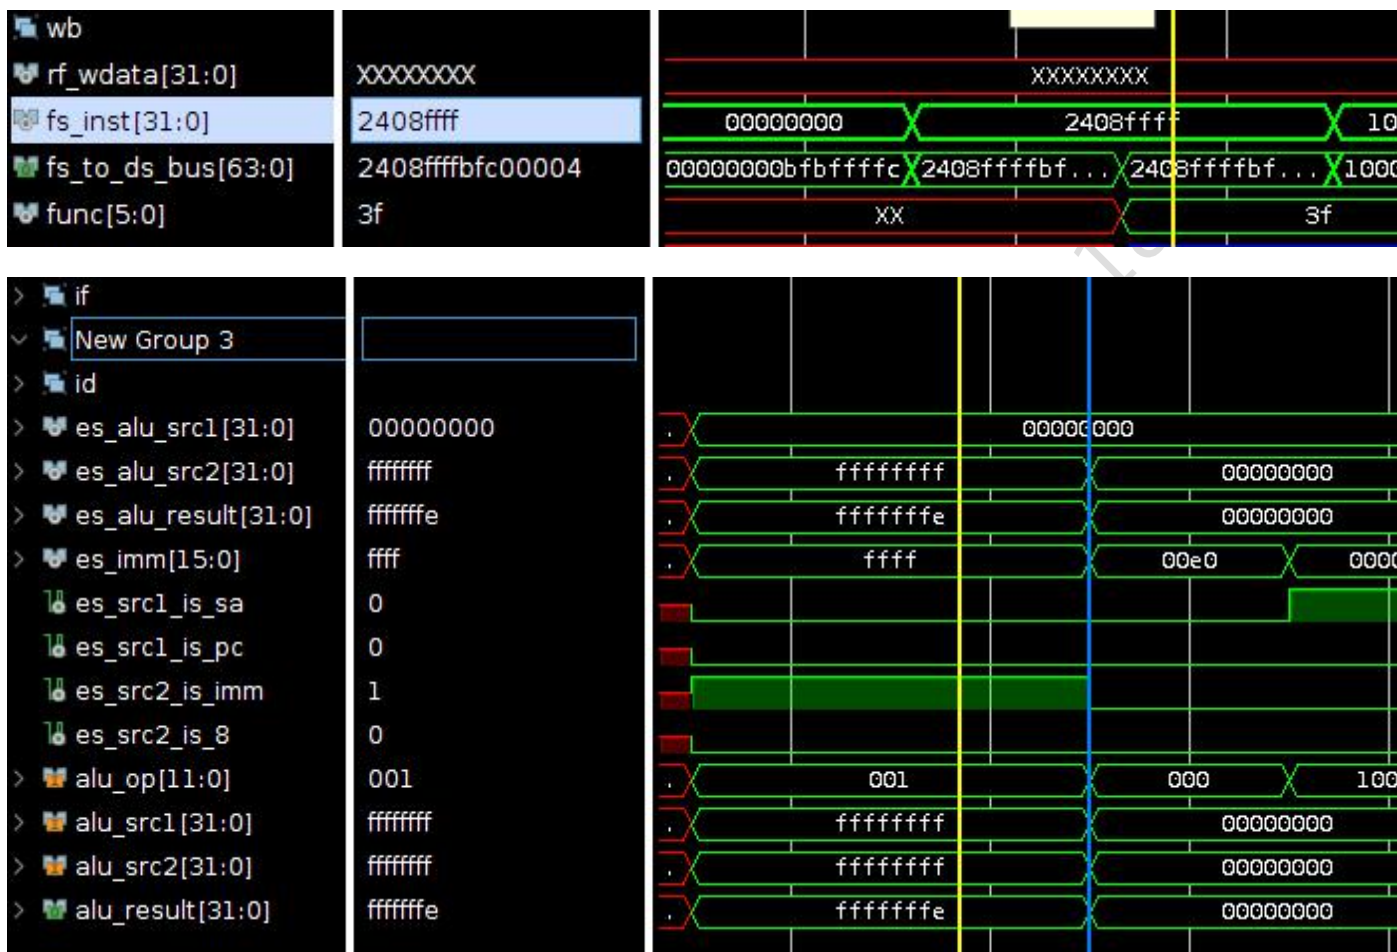 wb
rf_wdata[31:0] XXXXXXXX XXXXXXXX
fs_inst[31:0] 2408ffff 00000000 2408ffff 10
fs_to_ds_bus[63:0] 2408ffffbfc00004 00000000bfbffffc 2408ffffbf... 2408ffffbf... 1000
func[5:0] 3f XX 3f
if
New Group 3
id
es_alu_src1[31:0] 00000000 . 00000000
es_alu_src2[31:0] ffffffff . ffffffff 00000000
es_alu_result[31:0] fffffffe . fffffffe 00000000
es_imm[15:0] ffff . ffff 00e0 0000
es_src1_is_sa 0
es_src1_is_pc 0
es_src2_is_imm 1
es_src2_is_8 0
alu_op[11:0] 001 . 001 000 100
alu_src1[31:0] ffffffff . ffffffff 00000000
alu_src2[31:0] ffffffff . ffffffff 00000000
alu_result[31:0] fffffffe . fffffffe 00000000